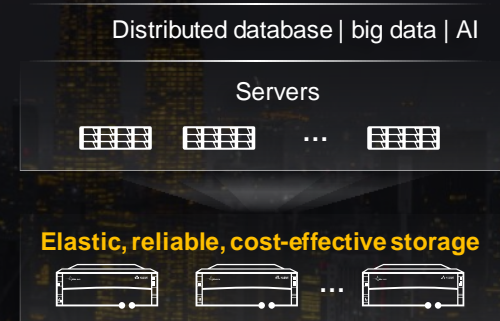 Distributed database | big data | AI
Servers
...
Elastic, reliable, cost-effective storage
...